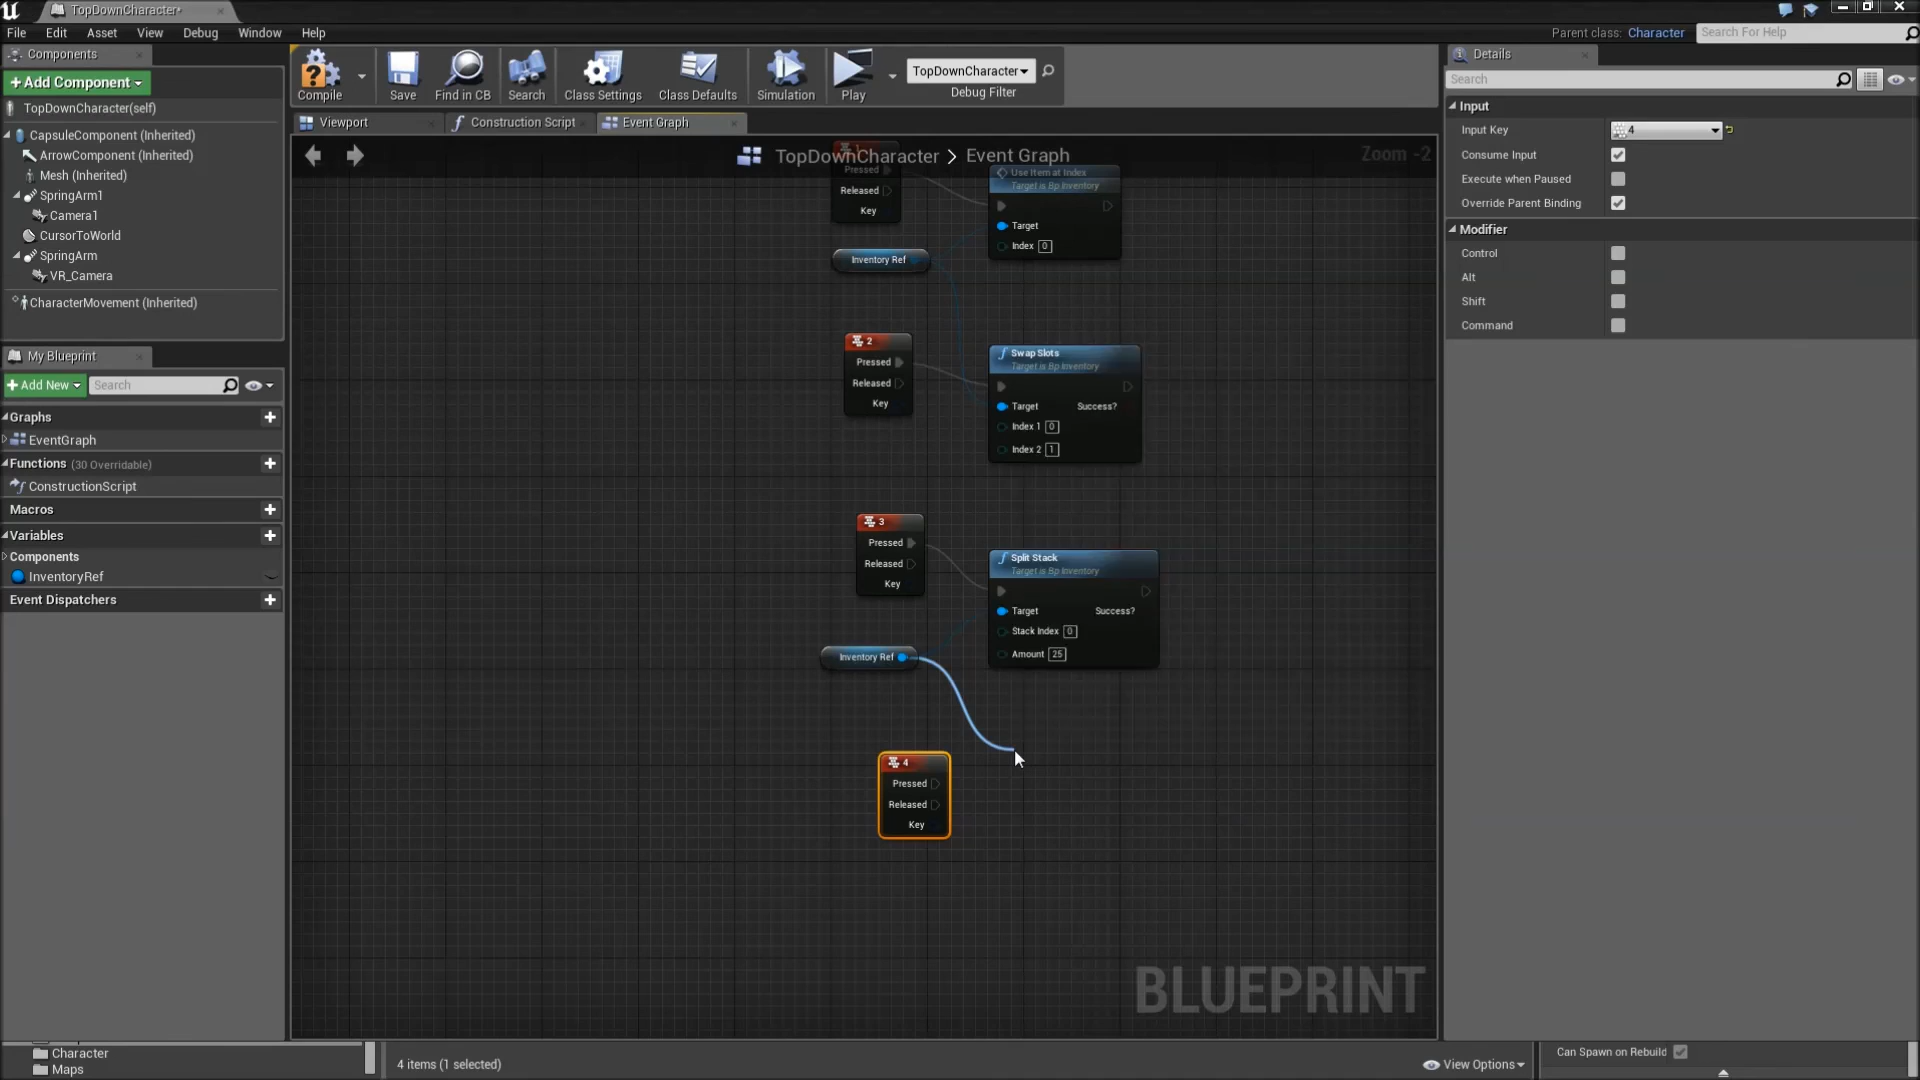 TopDownCharacter*
File Edit Asset View Debug Window Help
Parent class: Character
Search For Help
Components
+Add Component
TopDownCharacter(self)
CapsuleComponent (Inherited)
ArrowComponent (Inherited)
Mesh (Inherited)
SpringArm1
Camera1
CursorToWorld
SpringArm
VR_Camera
CharacterMovement (Inherited)
My Blueprint
+Add New
Search
Graphs
EventGraph
Functions (30 Overridable)
ConstructionScript
Macros
Variables
Components
InventoryRef
Event Dispatchers
Character
Maps
Compile
Save
Find in CB
Search
Class Settings
Class Defaults
Simulation
Play
TopDownCharacter
Debug Filter
Viewport
Construction Script
Event Graph
TopDownCharacter > Event Graph
Zoom -2
1
Pressed
Released
Key
Use Item at Index
Target is Bp Inventory
Target
Index 0
Inventory Ref
2
Pressed
Released
Key
Swap Slots
Target is Bp Inventory
Target Success?
Index 1 0
Index 2 1
3
Pressed
Released
Key
Split Stack
Target is Bp Inventory
Target Success?
Stack Index 0
Amount 25
Inventory Ref
4
Pressed
Released
Key
BLUEPRINT
4 items (1 selected)
View Options
Details
Search
Input
Input Key 4
Consume Input
Execute when Paused
Override Parent Binding
Modifier
Control
Alt
Shift
Command
Can Spawn on Rebuild